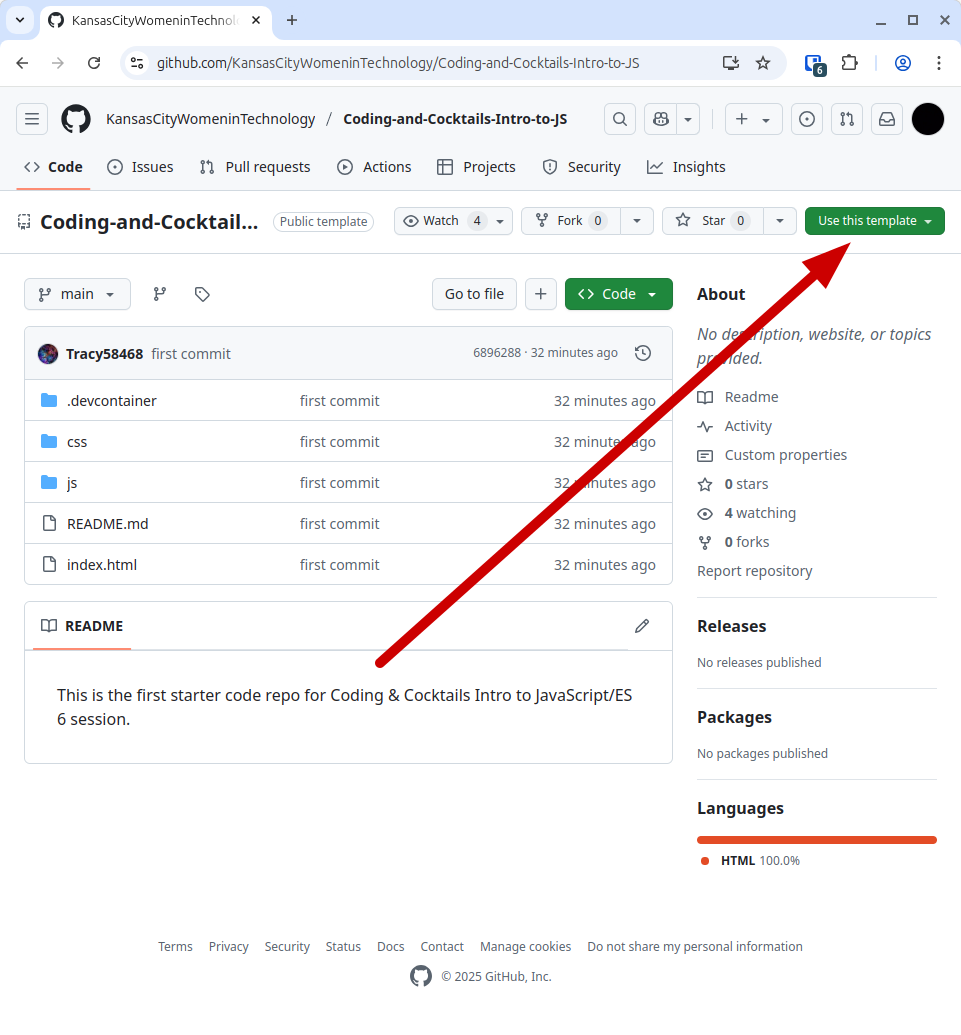 KansasCityWomeninTechnol
github.com/KansasCityWomeninTechnology/Coding-and-Cocktails-Intro-to-JS
6
KansasCityWomeninTechnology / Coding-and-Cocktails-Intro-to-JS
Code Issues Pull requests Actions Projects Security Insights
Coding-and-Cocktail... Public template Watch 4 Fork 0 Star 0 Use this template
main Go to file Code
About
No description, website, or topics
provided.
Tracy58468 first commit 6896288 · 32 minutes ago
.devcontainer first commit 32 minutes ago
css first commit 32 minutes ago
js first commit 32 minutes ago
README.md first commit 32 minutes ago
index.html first commit 32 minutes ago
Readme
Activity
Custom properties
0 stars
4 watching
0 forks
Report repository
README
This is the first starter code repo for Coding & Cocktails Intro to JavaScript/ES
6 session.
Releases
No releases published
Packages
No packages published
Languages
HTML 100.0%
Terms Privacy Security Status Docs Contact Manage cookies Do not share my personal information
© 2025 GitHub, Inc.